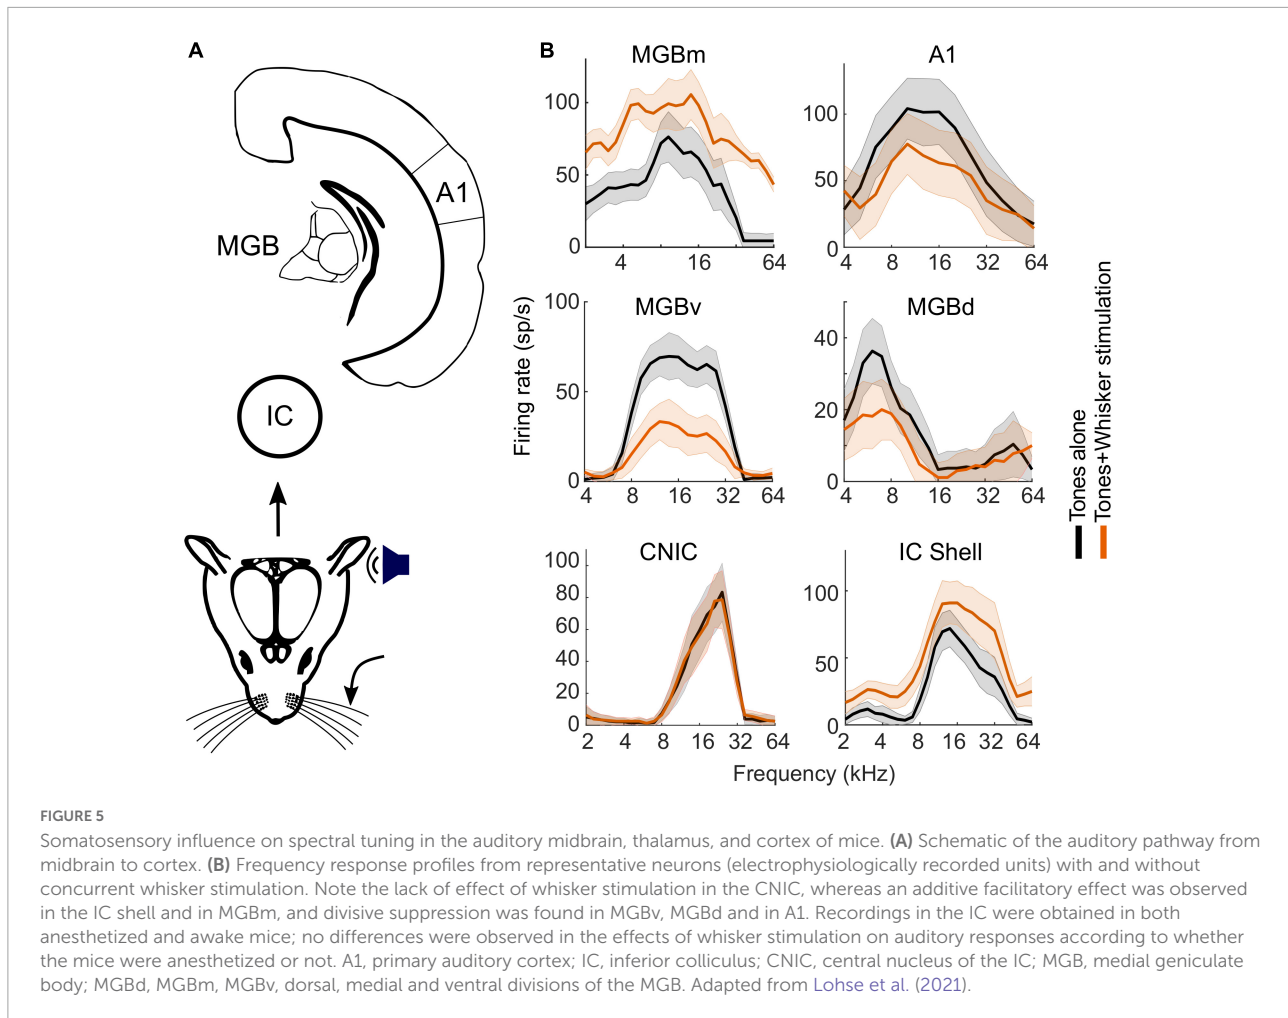 A
A1
MGB
IC
B
MGBm
100
50
0
4
16
64
A1
100
50
0
4
8
16
32
64
Firing rate (sp/s)
MGBv
100
50
0
4
8
16
32
64
MGBd
40
20
0
4
8
16
32
64
CNIC
100
80
60
40
20
0
2
4
8
16
32
64
IC Shell
100
50
0
2
4
8
16
32
64
Frequency (kHz)
Tones alone
Tones+Whisker stimulation
FIGURE 5
Somatosensory influence on spectral tuning in the auditory midbrain, thalamus, and cortex of mice. (A) Schematic of the auditory pathway from
midbrain to cortex. (B) Frequency response profiles from representative neurons (electrophysiologically recorded units) with and without
concurrent whisker stimulation. Note the lack of effect of whisker stimulation in the CNIC, whereas an additive facilitatory effect was observed
in the IC shell and in MGBm, and divisive suppression was found in MGBv, MGBd and in A1. Recordings in the IC were obtained in both
anesthetized and awake mice; no differences were observed in the effects of whisker stimulation on auditory responses according to whether
the mice were anesthetized or not. A1, primary auditory cortex; IC, inferior colliculus; CNIC, central nucleus of the IC; MGB, medial geniculate
body; MGBd, MGBm, MGBv, dorsal, medial and ventral divisions of the MGB. Adapted from Lohse et al. (2021).